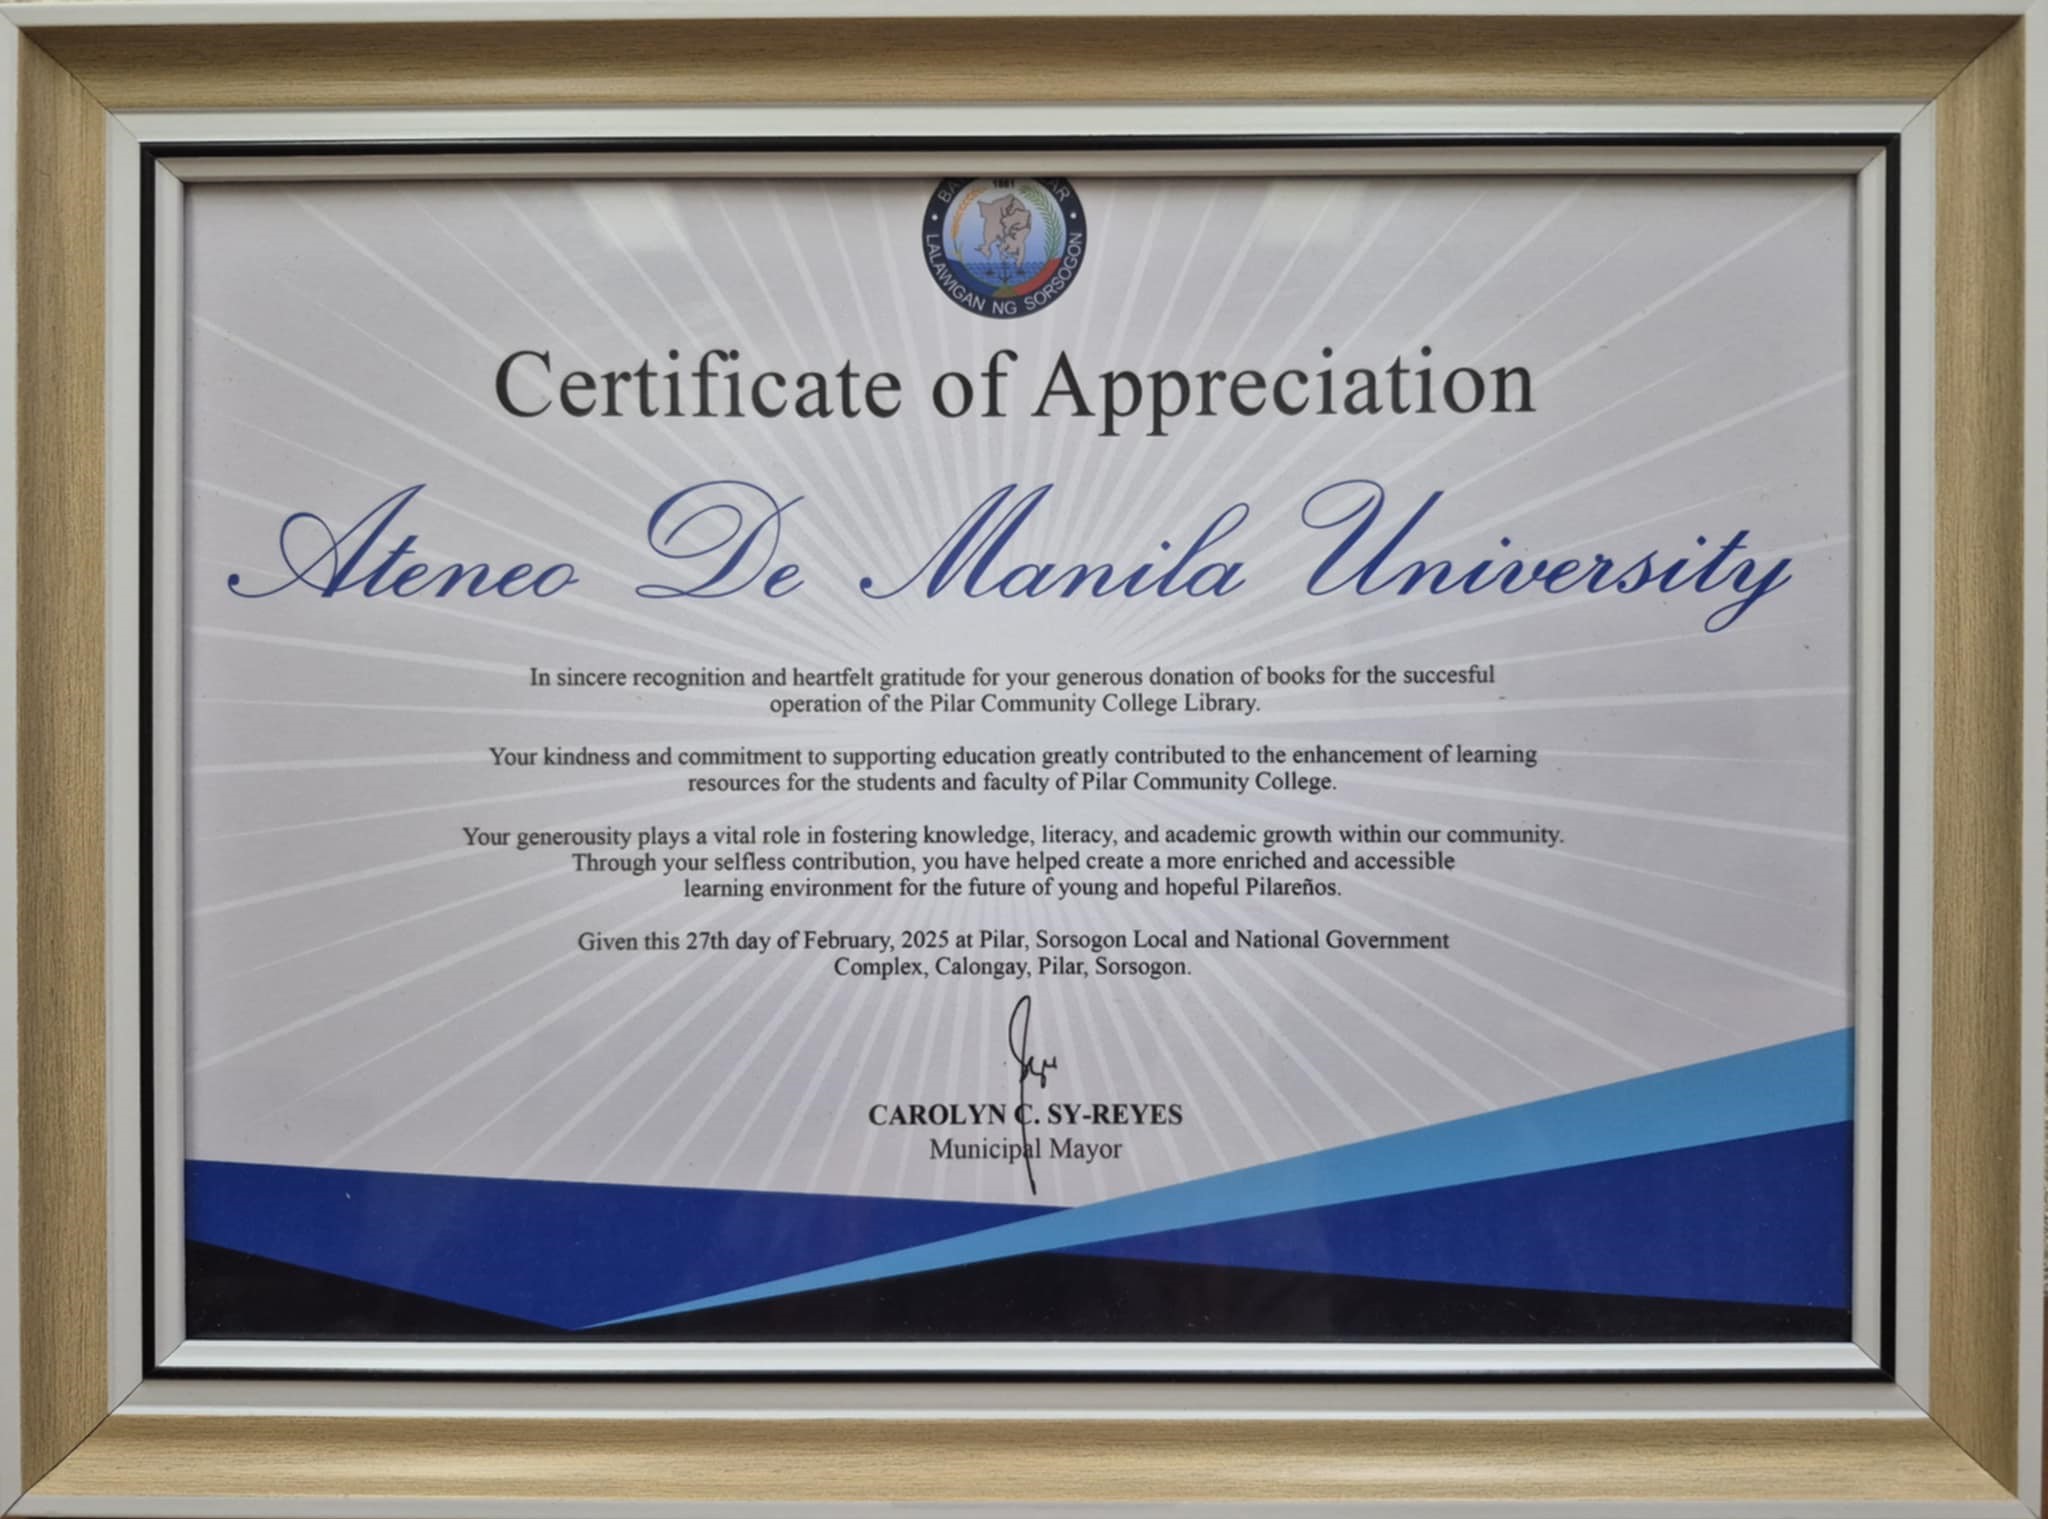 1881
LALAWIGAN NG SORSOGON
Certificate of Appreciation
Ateneo De Manila University
In sincere recognition and heartfelt gratitude for your generous donation of books for the succesful
operation of the Pilar Community College Library.
Your kindness and commitment to supporting education greatly contributed to the enhancement of learning
resources for the students and faculty of Pilar Community College.
Your generousity plays a vital role in fostering knowledge, literacy, and academic growth within our community.
Through your selfless contribution, you have helped create a more enriched and accessible
learning environment for the future of young and hopeful Pilareños.
Given this 27th day of February, 2025 at Pilar, Sorsogon Local and National Government
Complex, Calongay, Pilar, Sorsogon.
CAROLYN C. SY-REYES
Municipal Mayor